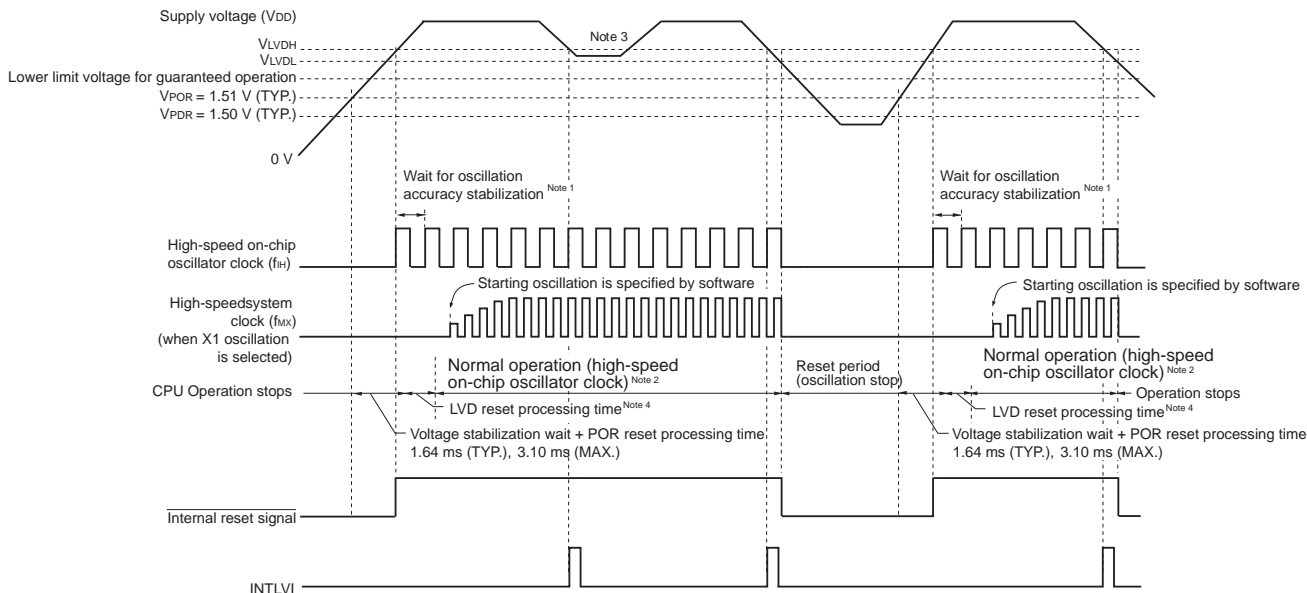 Supply voltage (VDD)
Note 3
VLVDH
VLVDL
Lower limit voltage for guaranteed operation
VPOR = 1.51 V (TYP.)
VPDR = 1.50 V (TYP.)
0 V
Wait for oscillation
accuracy stabilization Note 1
Wait for oscillation
accuracy stabilization Note 1
High-speed on-chip
oscillator clock (fIH)
Starting oscillation is specified by software
Starting oscillation is specified by software
High-speedsystem
clock (fMX)
(when X1 oscillation
is selected)
Normal operation (high-speed
on-chip oscillator clock) Note 2
Reset period
(oscillation stop)
Normal operation (high-speed
on-chip oscillator clock) Note 2
CPU Operation stops
Operation stops
LVD reset processing time Note 4
LVD reset processing time Note 4
Voltage stabilization wait + POR reset processing time
1.64 ms (TYP.), 3.10 ms (MAX.)
Voltage stabilization wait + POR reset processing time
1.64 ms (TYP.), 3.10 ms (MAX.)
Internal reset signal
INTLVI